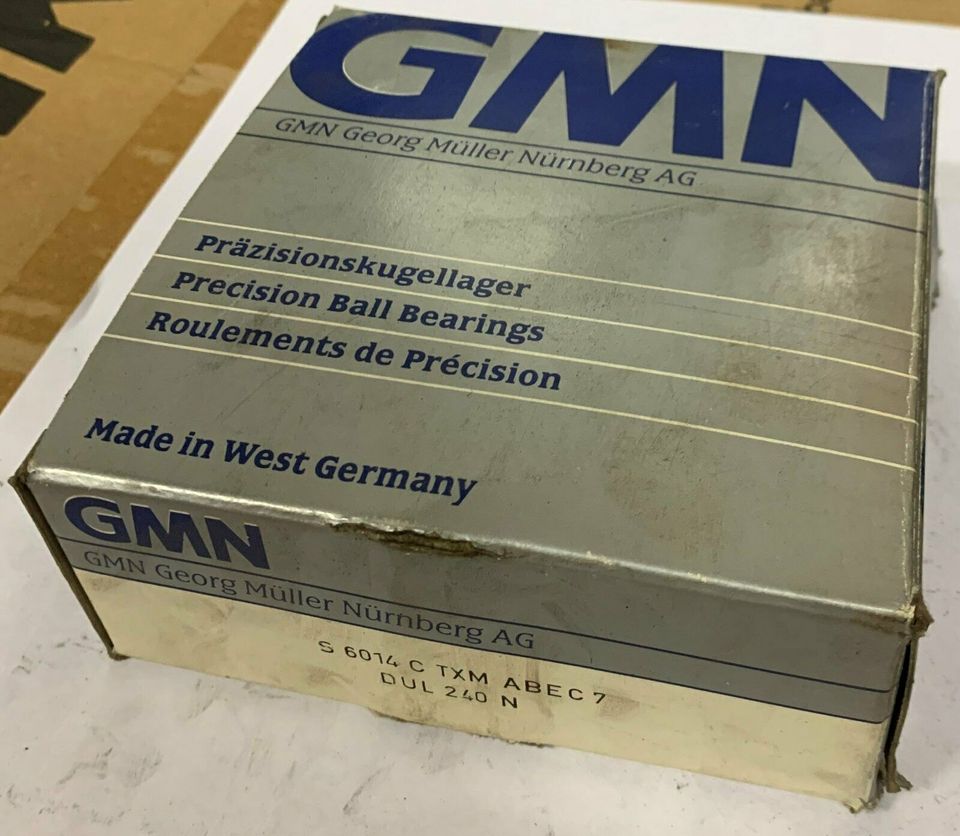 GMN
GMN Georg Müller Nürnberg AG
Präzisionskugellager
Precision Ball Bearings
Roulements de Précision
Made in West Germany
GMN
GMN Georg Müller Nürnberg AG
S 6014 C TXM ABEC 7
DUL 240 N